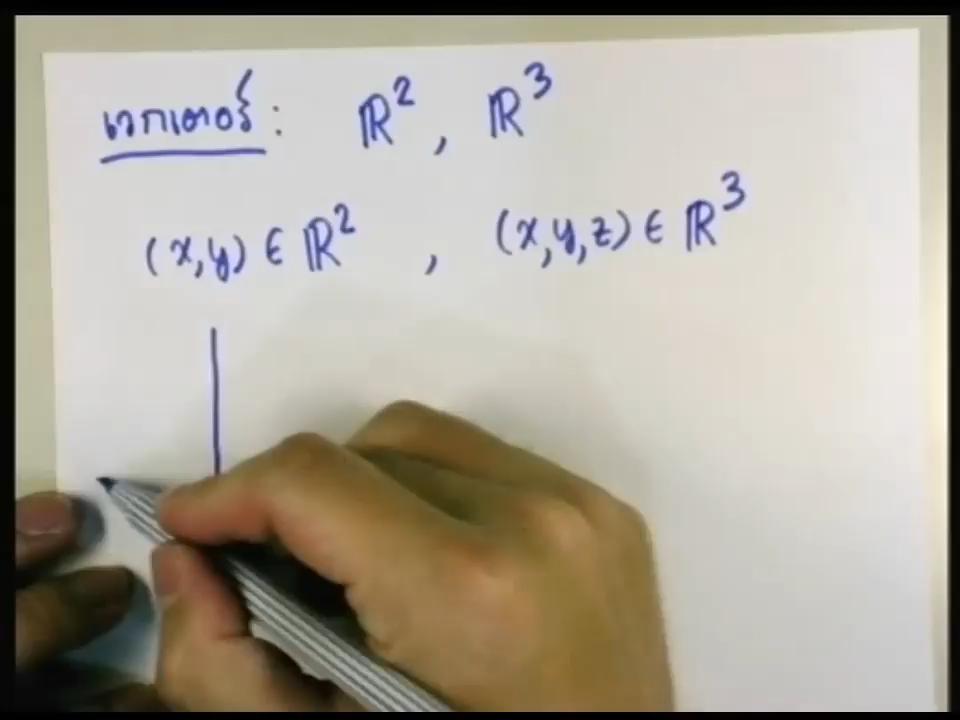 เวกเตอร์ : ℝ² , ℝ³
(x,y) ∈ ℝ² , (x,y,z) ∈ ℝ³